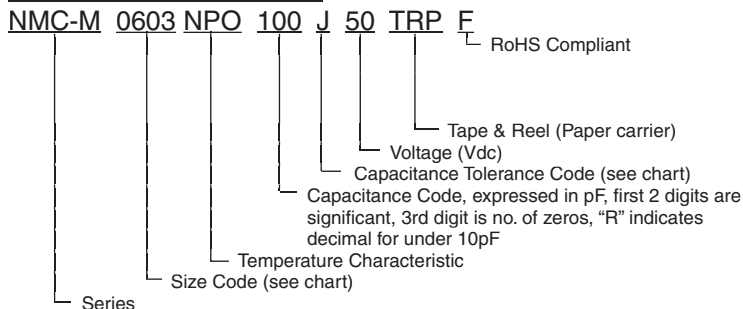 NMC-M 0603 NPO 100 J 50 TRP F
RoHS Compliant
Tape & Reel (Paper carrier)
Voltage (Vdc)
Capacitance Tolerance Code (see chart)
Capacitance Code, expressed in pF, first 2 digits are
significant, 3rd digit is no. of zeros, “R” indicates
decimal for under 10pF
Temperature Characteristic
Size Code (see chart)
Series